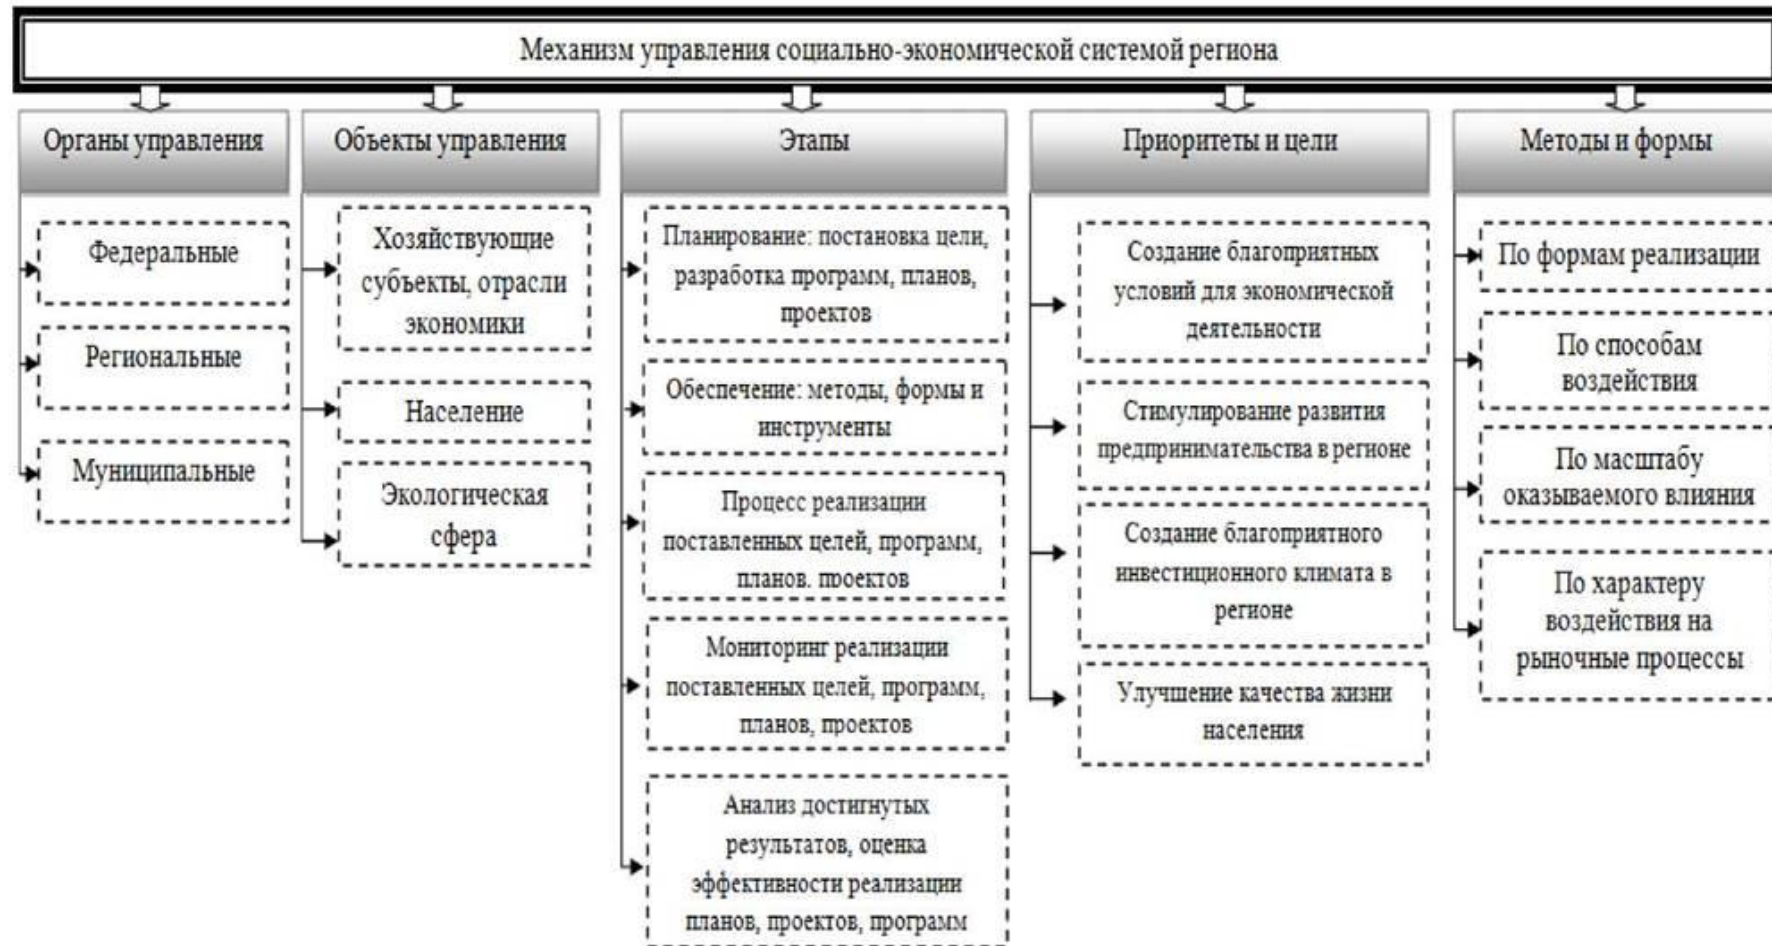 Механизм управления социально-экономической системой региона
Органы управления
Федеральные
Региональные
Муниципальные
Объекты управления
Хозяйствующие
субъекты, отрасли
экономики
Население
Экологическая
сфера
Этапы
Планирование: постановка цели,
разработка программ, планов,
проектов
Обеспечение: методы, формы и
инструменты
Процесс реализации
поставленных целей, программ,
планов, проектов
Мониторинг реализации
поставленных целей, программ,
планов, проектов
Анализ достигнутых
результатов, оценка
эффективности реализации
планов, проектов, программ
Приоритеты и цели
Создание благоприятных
условий для экономической
деятельности
Стимулирование развития
предпринимательства в регионе
Создание благоприятного
инвестиционного климата в
регионе
Улучшение качества жизни
населения
Методы и формы
По формам реализации
По способам
воздействия
По масштабу
оказываемого влияния
По характеру
воздействия на
рыночные процессы